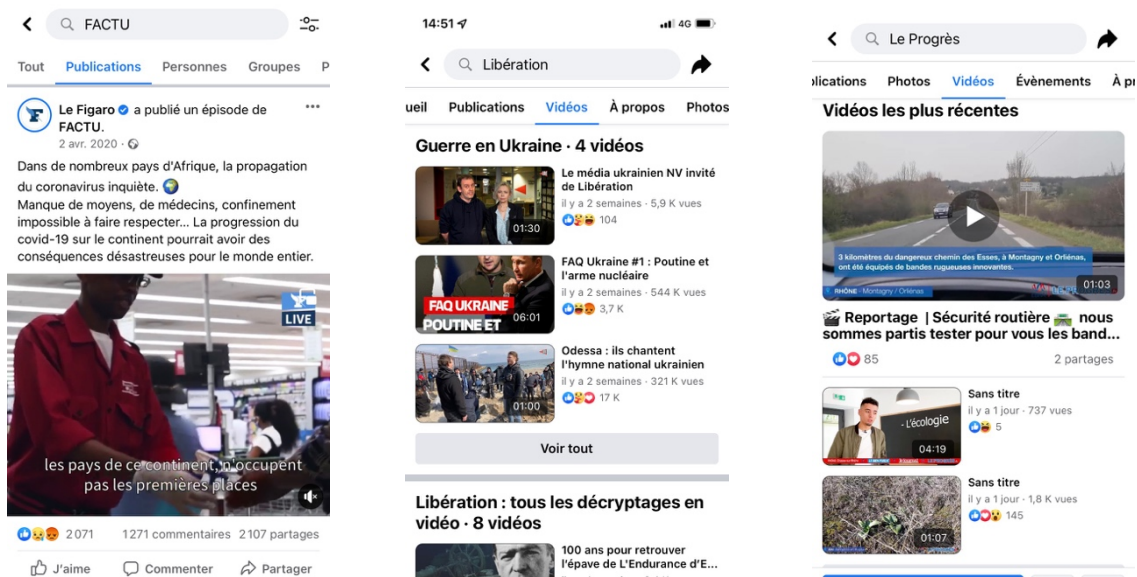 FACTU
Tout Publications Personnes Groupes P
Le Figaro a publié un épisode de
FACTU.
2 avr. 2020 ·
Dans de nombreux pays d'Afrique, la propagation
du coronavirus inquiète.
Manque de moyens, de médecins, confinement
impossible à faire respecter... La progression du
covid-19 sur le continent pourrait avoir des
conséquences désastreuses pour le monde entier.
LIVE
les pays de ce continent, n'occupent
pas les premières places
2 071 1 271 commentaires 2 107 partages
J'aime Commenter Partager
14:51 4G
Libération
ueil Publications Vidéos À propos Photos
Guerre en Ukraine · 4 vidéos
Le média ukrainien NV invité
de Libération
il y a 2 semaines · 5,9 K vues
104
01:30
FAQ Ukraine #1 : Poutine et
l'arme nucléaire
il y a 2 semaines · 544 K vues
3,7 K
FAQ UKRAINE
POUTINE ET
06:01
Odessa : ils chantent
l'hymne national ukrainien
il y a 2 semaines · 321 K vues
17 K
01:00
Voir tout
Libération : tous les décryptages en
vidéo · 8 vidéos
100 ans pour retrouver
l'épave de L'Endurance d'E...
Le Progrès
olications Photos Vidéos Évènements À pr
Vidéos les plus récentes
3 kilomètres du dangereux chemin des Esses, à Montagny et Orliénas,
ont été équipés de bandes rugueuses innovantes.
RHÔNE - Montagny / Orliénas
01:03
Reportage | Sécurité routière nous
sommes partis tester pour vous les band...
85 2 partages
Sans titre
il y a 1 jour · 737 vues
5
- L'écologie
04:19
Sans titre
il y a 1 jour · 1,8 K vues
145
01:07